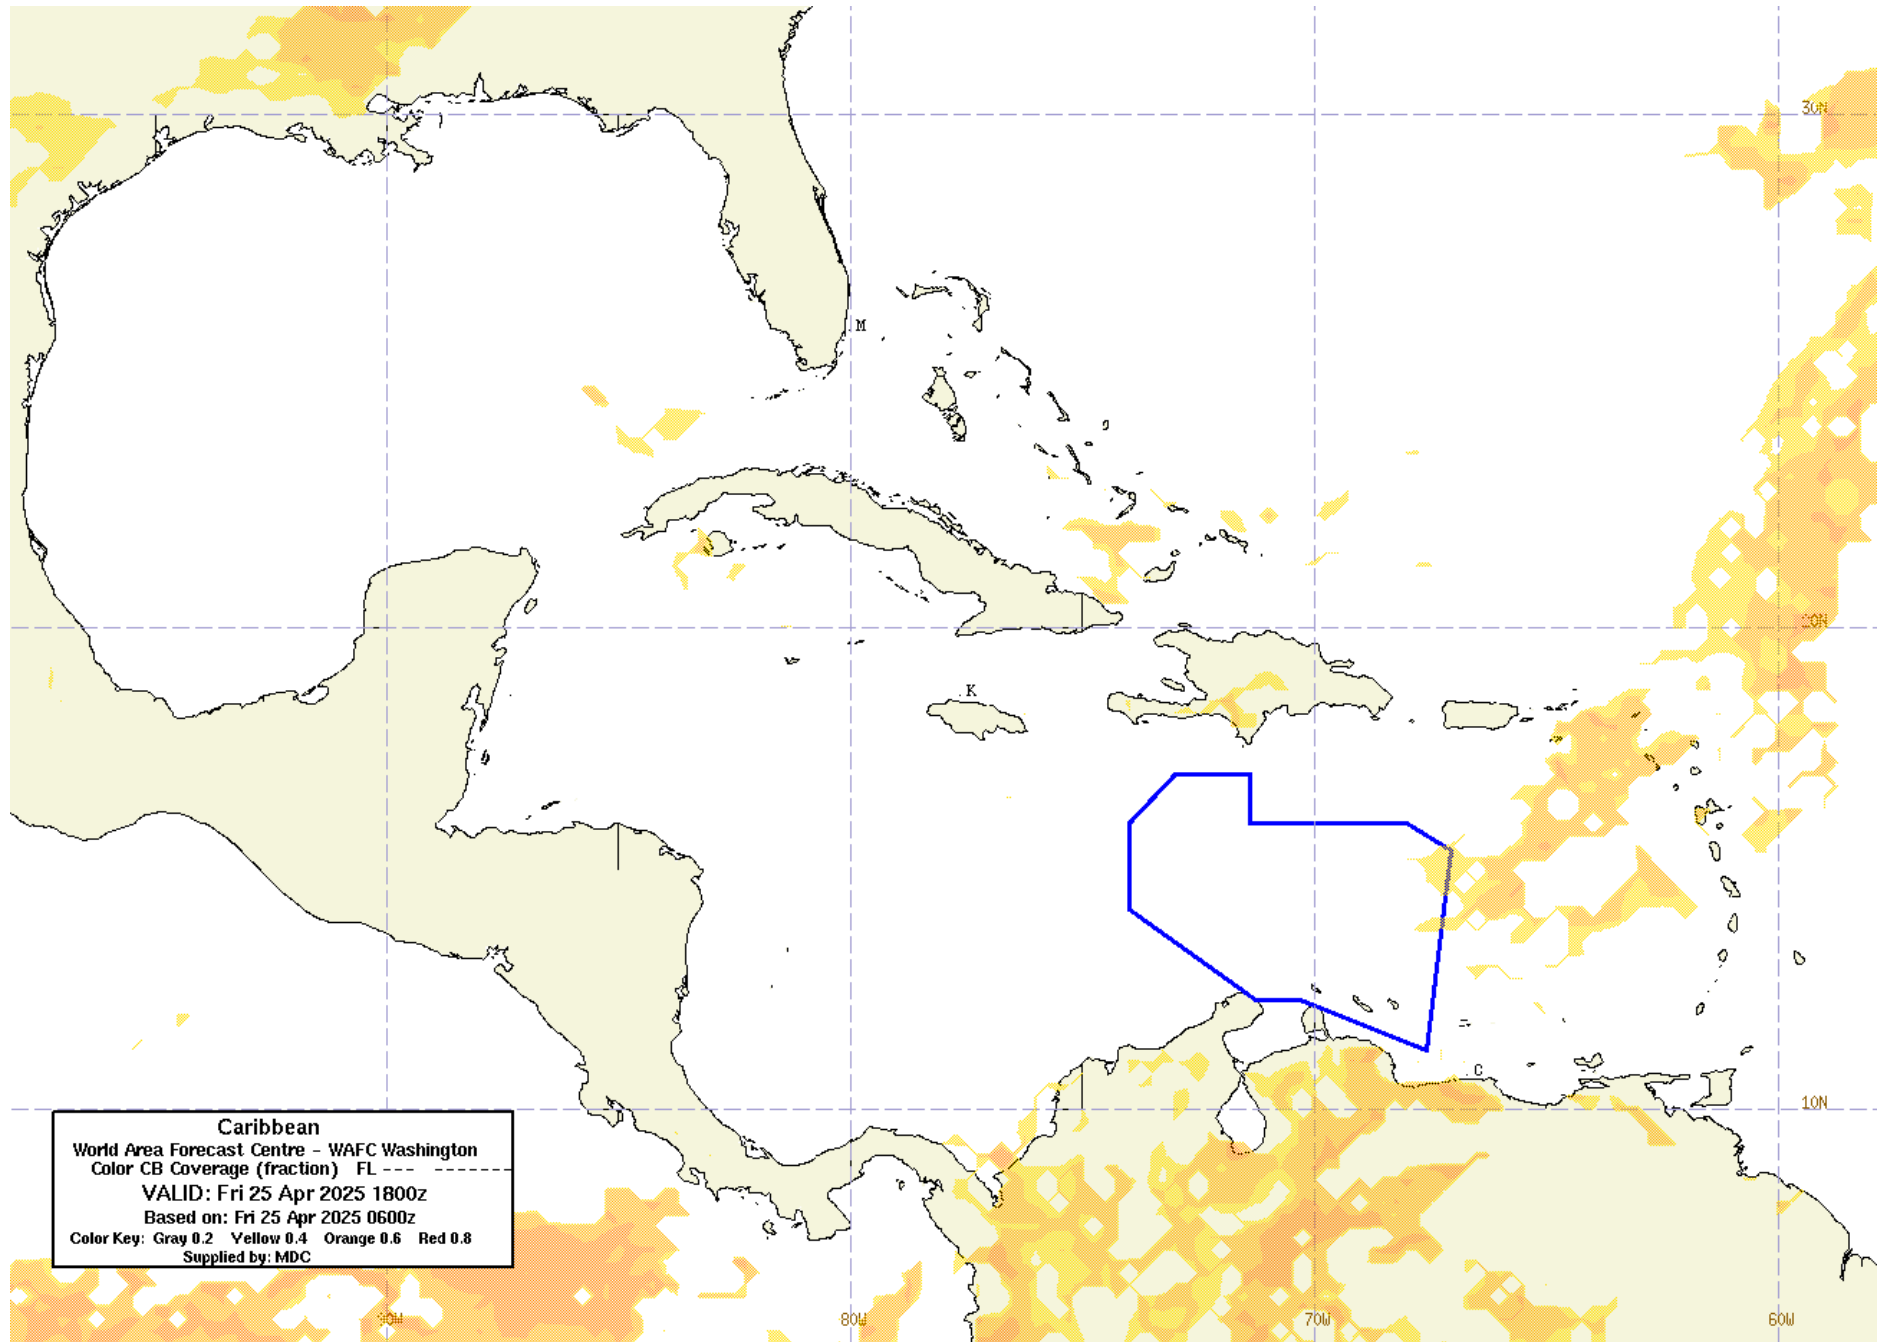 30N
M
20N
K
C
10N
Caribbean
World Area Forecast Centre - WAFC Washington
Color CB Coverage (fraction) FL --- ---------
VALID: Fri 25 Apr 2025 1800z
Based on: Fri 25 Apr 2025 0600z
Color Key: Gray 0.2 Yellow 0.4 Orange 0.6 Red 0.8
Supplied by: MDC
90W 80W 70W 60W